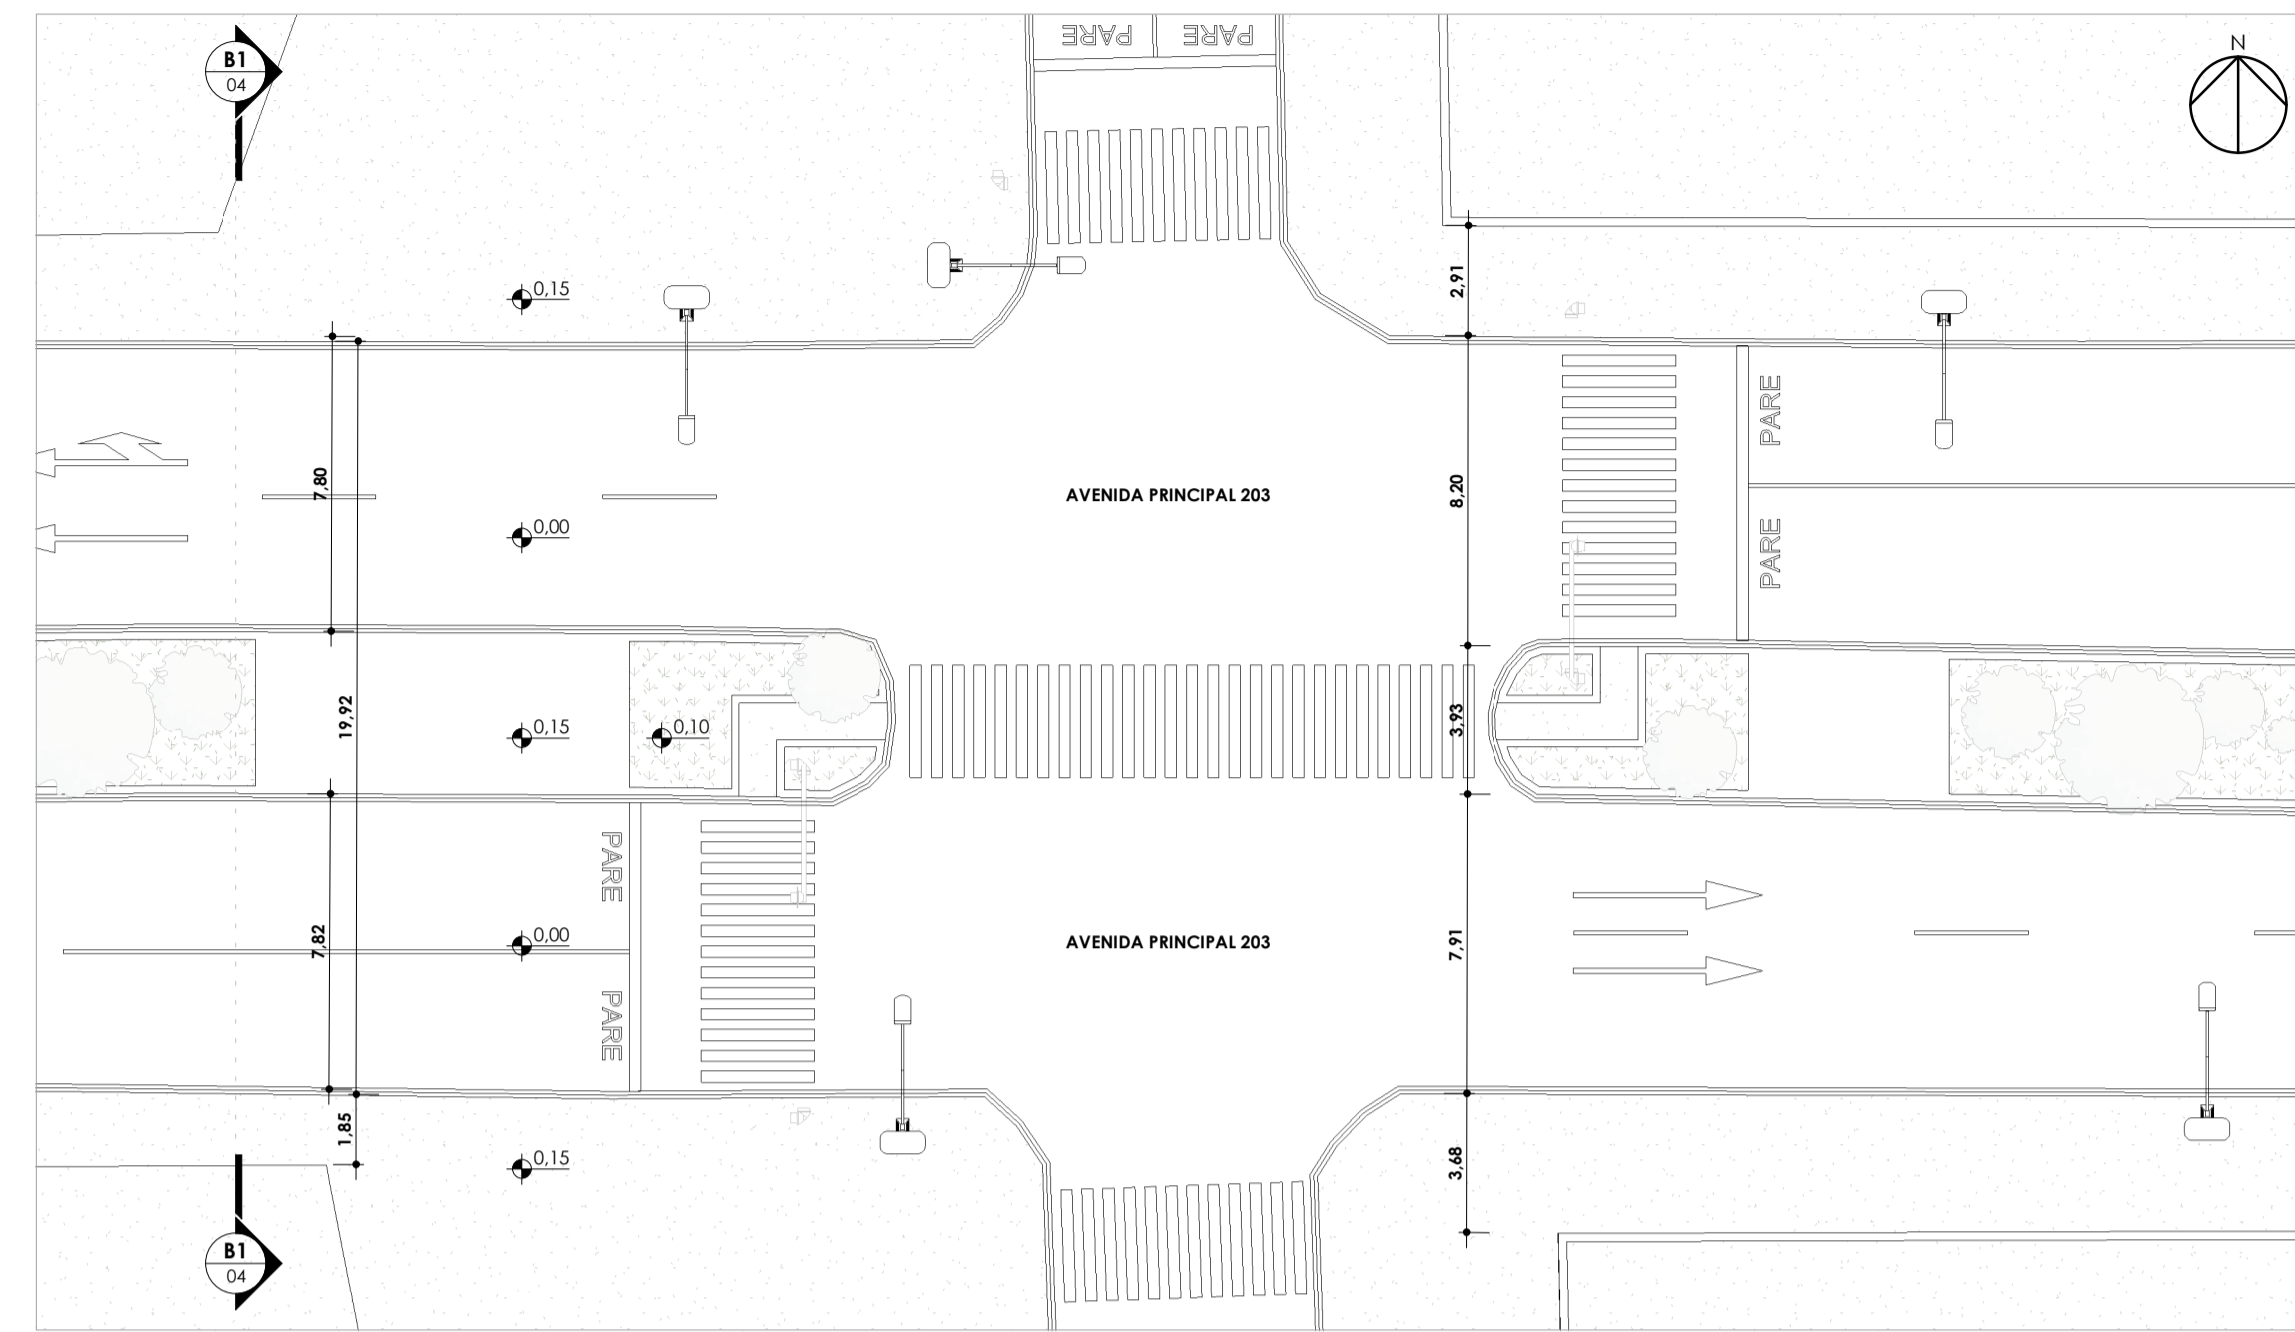 PARE PARE
B1
04
N
0,15
2,91
7,80
AVENIDA PRINCIPAL 203
8,20
PARE
PARE
0,00
19,92
0,15
0,10
3,93
PARE
PARE
7,82
0,00
AVENIDA PRINCIPAL 203
7,91
1,85
0,15
3,68
B1
04